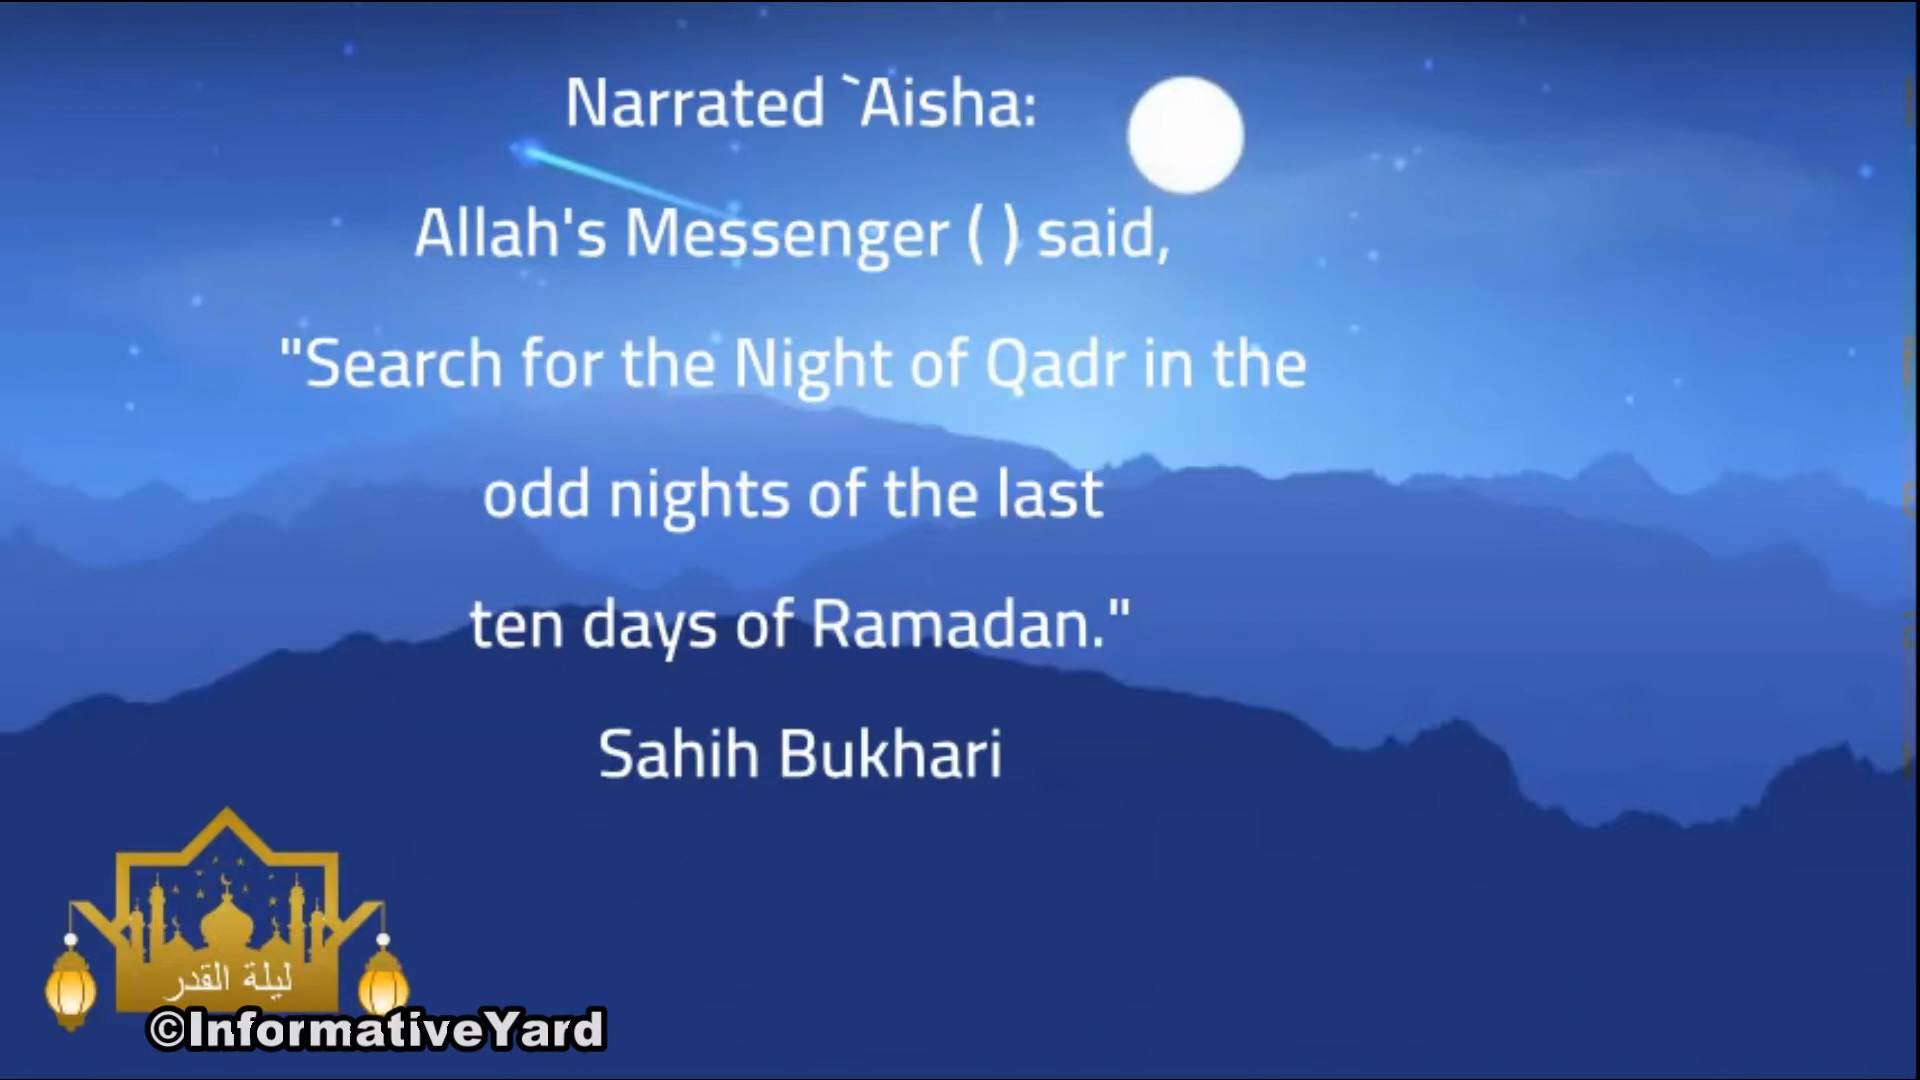 Narrated `Aisha:
Allah's Messenger ( ) said,
"Search for the Night of Qadr in the
odd nights of the last
ten days of Ramadan."
Sahih Bukhari
ليلة القدر
©InformativeYard